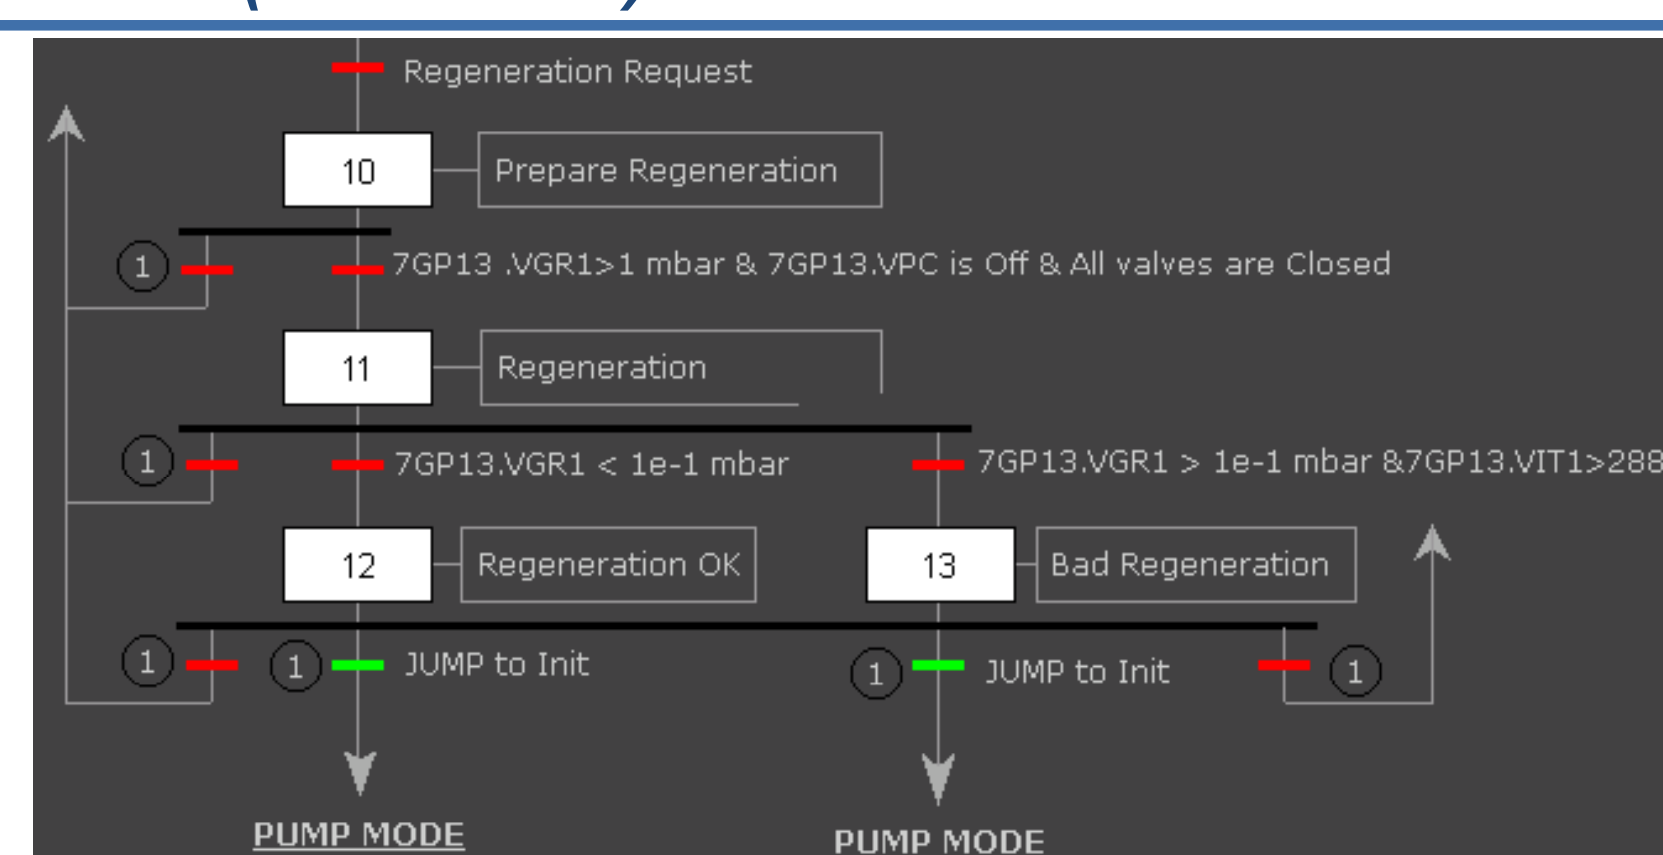 Regeneration Request
10
Prepare Regeneration
1
7GP13 .VGR1>1 mbar & 7GP13.VPC is Off & All valves are Closed
11
Regeneration
1
7GP13.VGR1 < 1e-1 mbar
7GP13.VGR1 > 1e-1 mbar &7GP13.VIT1>288
12
Regeneration OK
13
Bad Regeneration
1
1
JUMP to Init
1
JUMP to Init
1
PUMP MODE
PUMP MODE